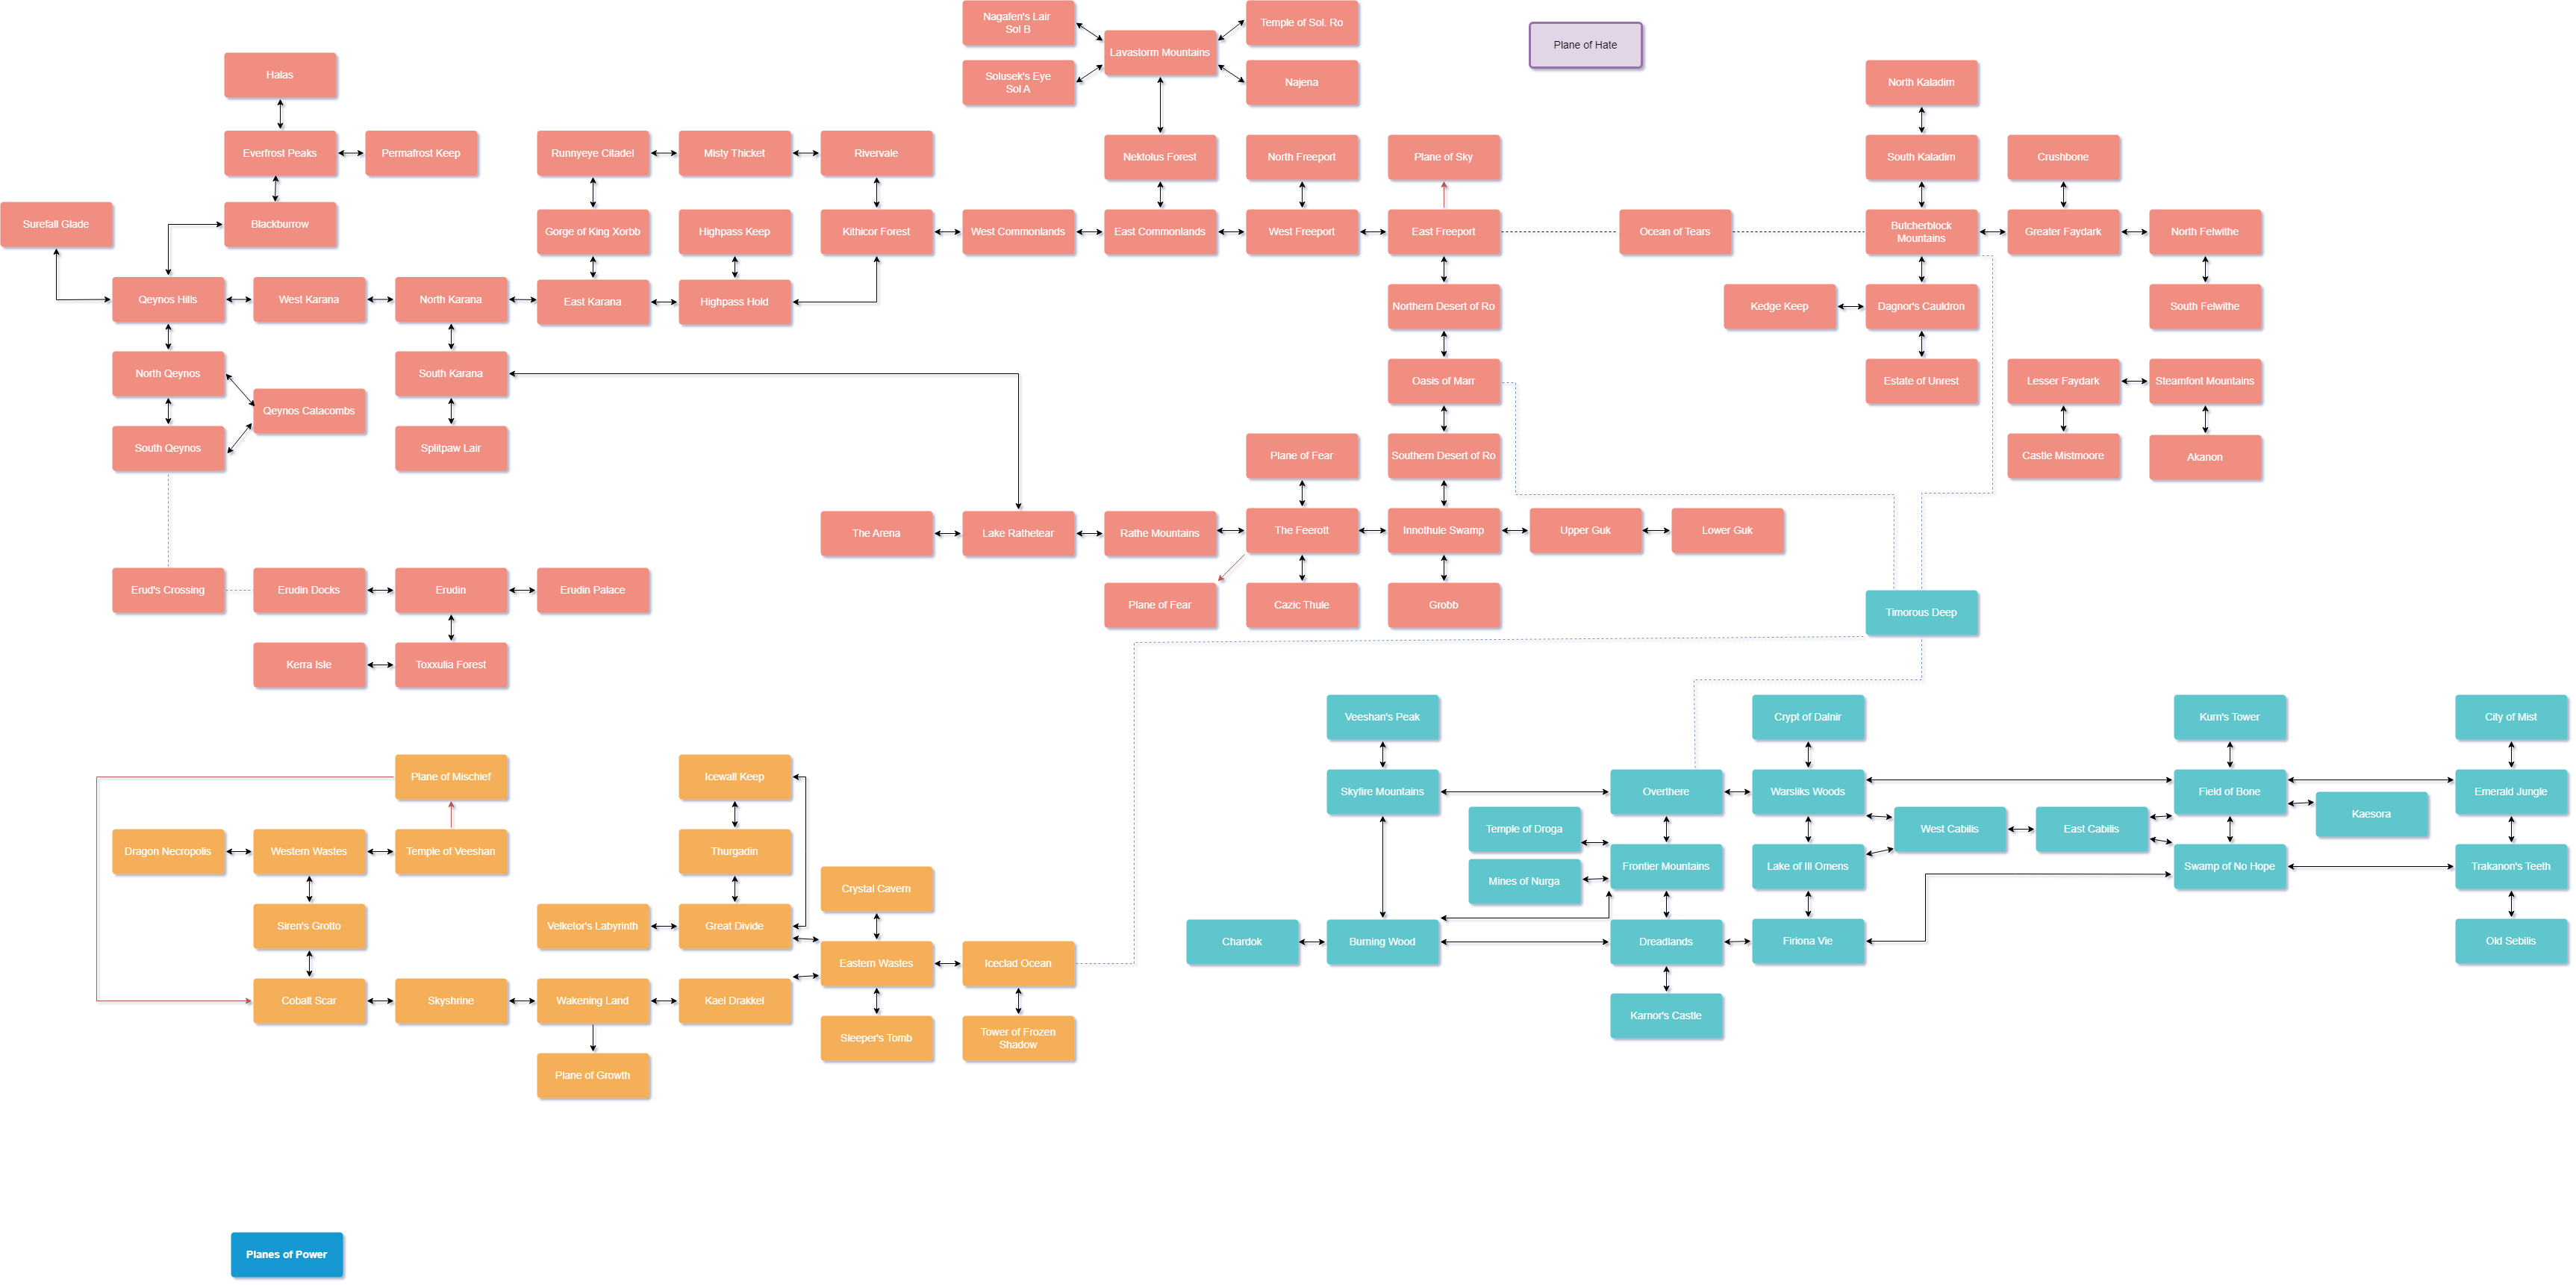 Nagafen's Lair
Sol B
Temple of Sol. Ro
Lavastorm Mountains
Plane of Hate
Halas
Solusek's Eye
Sol A
Najena
North Kaladim
Everfrost Peaks
Permafrost Keep
Runnyeye Citadel
Misty Thicket
Rivervale
Nektolus Forest
North Freeport
Plane of Sky
South Kaladim
Crushbone
Surefall Glade
Blackburrow
Gorge of King Xorbb
Highpass Keep
Kithicor Forest
West Commonlands
East Commonlands
West Freeport
East Freeport
Ocean of Tears
Butcherblock
Mountains
Greater Faydark
North Felwithe
Qeynos Hills
West Karana
North Karana
East Karana
Highpass Hold
Northern Desert of Ro
Kedge Keep
Dagnor's Cauldron
South Felwithe
North Qeynos
South Karana
Oasis of Marr
Estate of Unrest
Lesser Faydark
Steamfont Mountains
Qeynos Catacombs
South Qeynos
Splitpaw Lair
Plane of Fear
Southern Desert of Ro
Castle Mistmoore
Akanon
The Arena
Lake Rathetear
Rathe Mountains
The Feerott
Innothule Swamp
Upper Guk
Lower Guk
Erud's Crossing
Erudin Docks
Erudin
Erudin Palace
Plane of Fear
Cazic Thule
Grobb
Timorous Deep
Kerra Isle
Toxxulia Forest
Veeshan's Peak
Crypt of Dalnir
Kurn's Tower
City of Mist
Plane of Mischief
Icewall Keep
Skyfire Mountains
Overthere
Warsliks Woods
Field of Bone
Emerald Jungle
Kaesora
Temple of Droga
West Cabilis
East Cabilis
Dragon Necropolis
Western Wastes
Temple of Veeshan
Thurgadin
Frontier Mountains
Lake of Ill Omens
Swamp of No Hope
Trakanon's Teeth
Mines of Nurga
Crystal Cavern
Siren's Grotto
Velketor's Labyrinth
Great Divide
Chardok
Burning Wood
Dreadlands
Firiona Vie
Old Sebilis
Eastern Wastes
Iceclad Ocean
Cobalt Scar
Skyshrine
Wakening Land
Kael Drakkel
Karnor's Castle
Sleeper's Tomb
Tower of Frozen
Shadow
Plane of Growth
Planes of Power